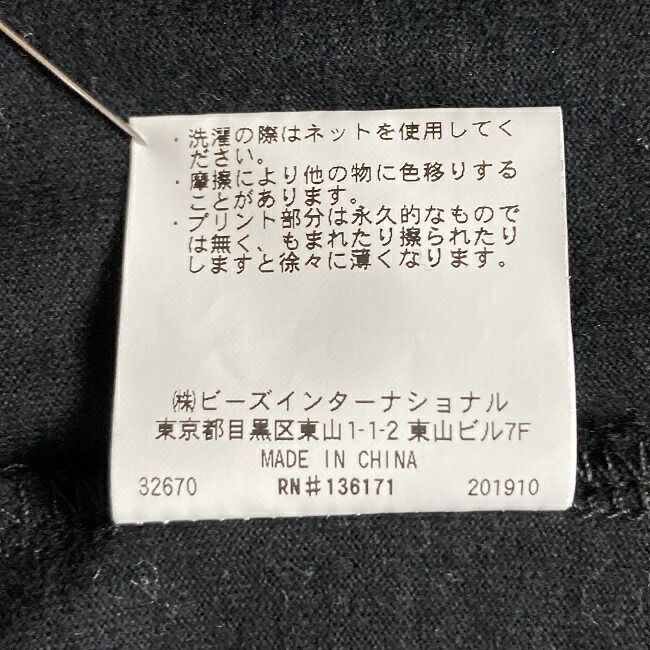 ・洗濯の際はネットを使用してく
ださい。
・摩擦により他の物に色移りする
ことがあります。
・プリント部分は永久的なもので
は無く、もまれたり擦られたり
しますと徐々に薄くなります。
㈱ビーズインターナショナル
東京都目黒区東山1-1-2 東山ビル7F
MADE IN CHINA
32670 RN#136171 201910